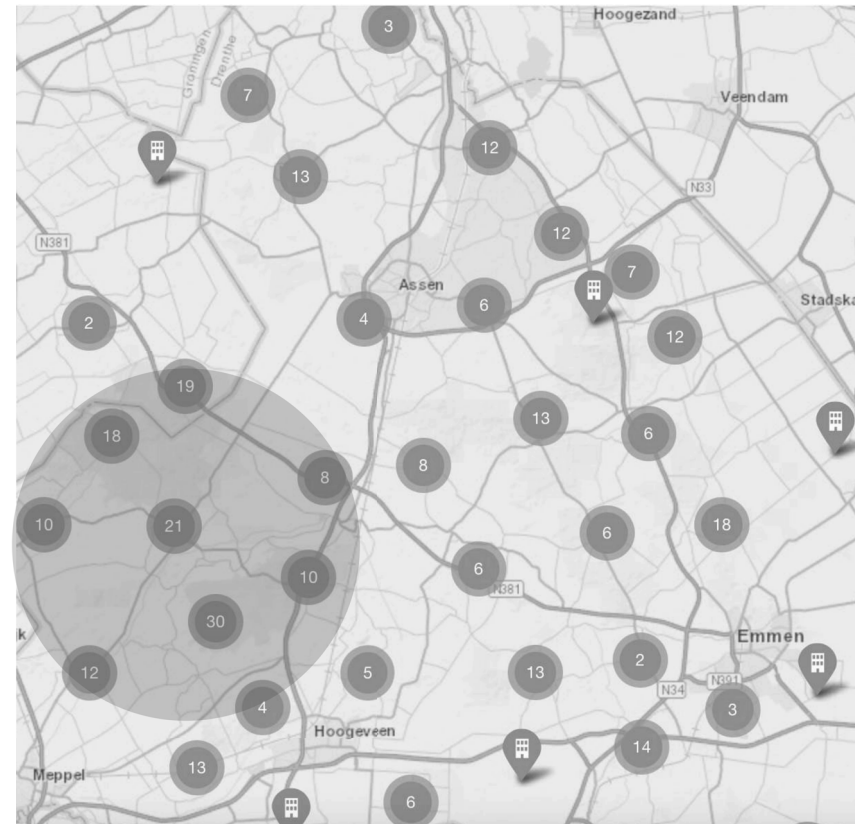 3
Hoogezand
Groningen
Drenthe
7
Veendam
12
13
N33
12
N381
7
Assen
6
Stadska
4
2
12
19
13
6
18
8
8
10
21
18
6
6
10
N381
30
Emmen
jk
2
12
5
13
N391
N34
4
3
Hoogeveen
14
13
Meppel
6